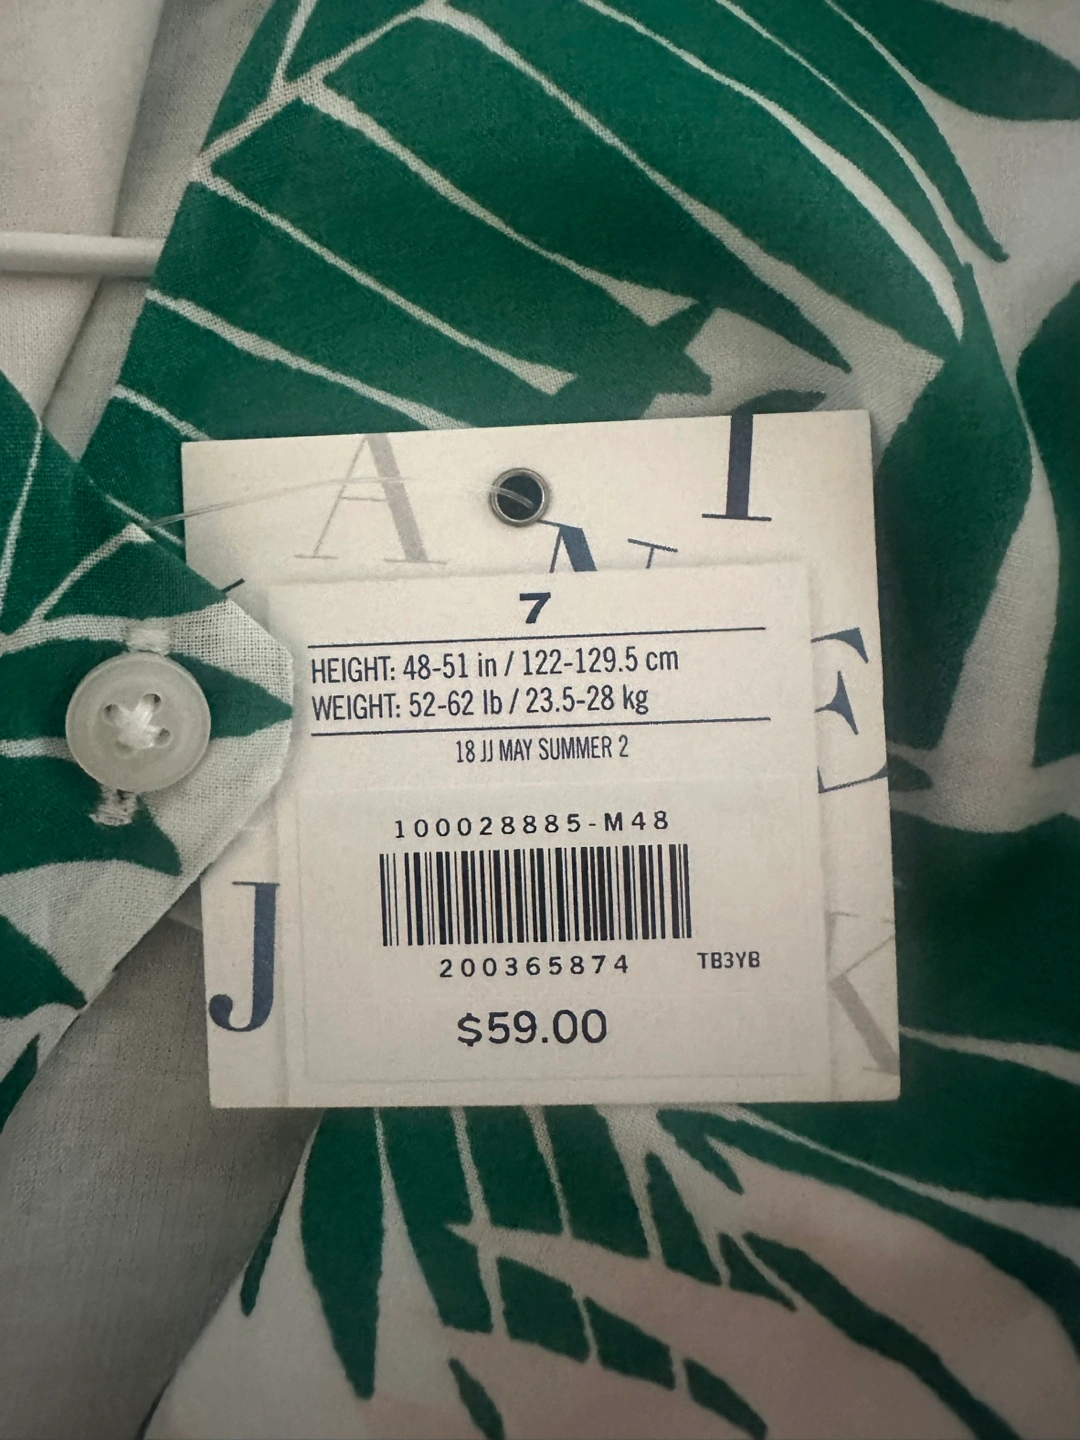 A I
N
7
HEIGHT: 48-51 in / 122-129.5 cm
WEIGHT: 52-62 lb / 23.5-28 kg
18 JJ MAY SUMMER 2
E
100028885-M48
J
200365874 TB3YB
K
$59.00